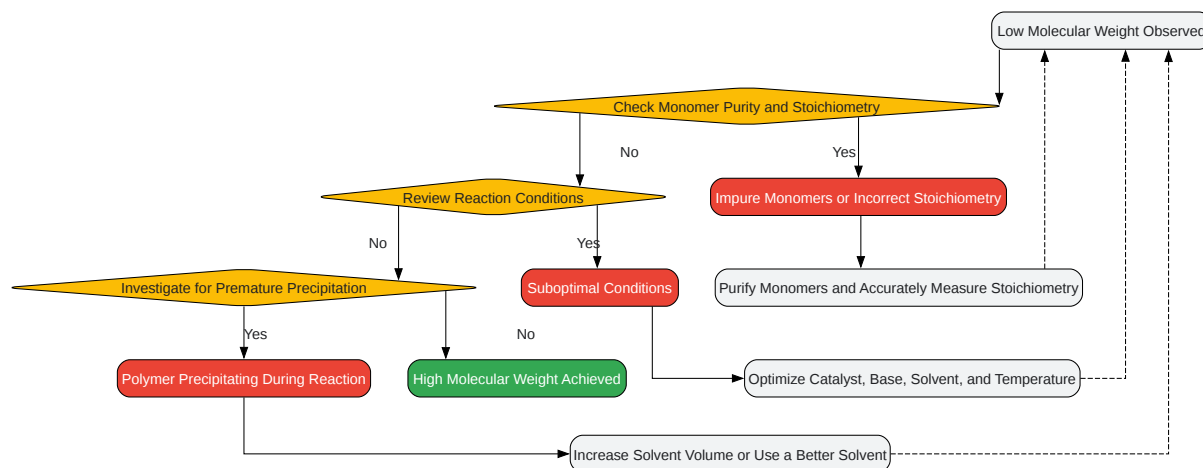 Low Molecular Weight Observed
Check Monomer Purity and Stoichiometry
No
Yes
Review Reaction Conditions
Impure Monomers or Incorrect Stoichiometry
No
Yes
Investigate for Premature Precipitation
Suboptimal Conditions
Purify Monomers and Accurately Measure Stoichiometry
Yes
No
Polymer Precipitating During Reaction
High Molecular Weight Achieved
Optimize Catalyst, Base, Solvent, and Temperature
Increase Solvent Volume or Use a Better Solvent